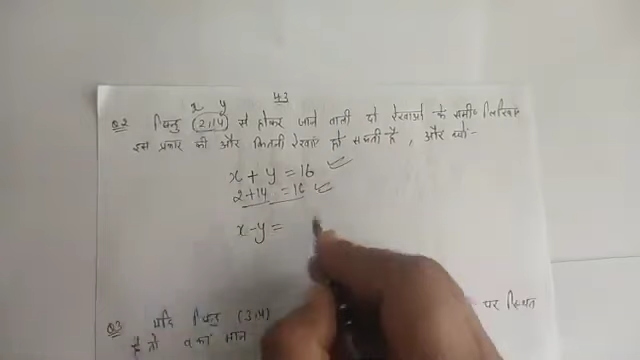 43
x y
Q2 बिन्दु (2,14) से होकर जाने वाली दो रेखाओं के समी० लिखिए
इस प्रकार की और कितनी रेखाएँ हो सकती है, और क्यों-
x + y = 16
2+14 = 16
x-y =
Q3 यदि बिन्दु (3,4) पर स्थित
है तो a का मान